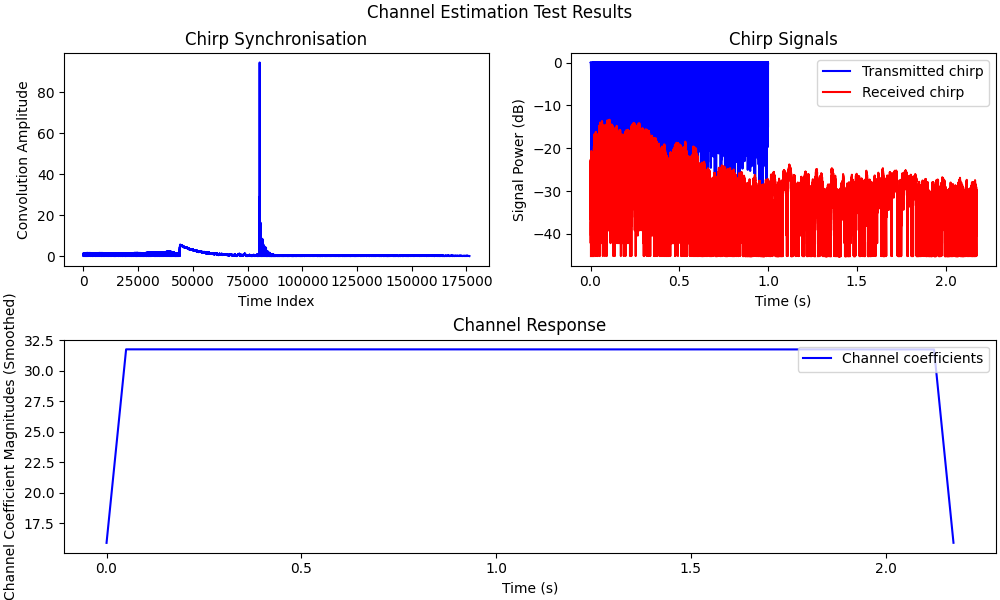 Channel Estimation Test Results
Chirp Synchronisation
Convolution Amplitude
80
60
40
20
0
0 25000 50000 75000 100000 125000 150000 175000
Time Index
Chirp Signals
Signal Power (dB)
0
−10
−20
−30
−40
Transmitted chirp
Received chirp
0.0 0.5 1.0 1.5 2.0
Time (s)
Channel Response
Channel Coefficient Magnitudes (Smoothed)
32.5
30.0
27.5
25.0
22.5
20.0
17.5
Channel coefficients
0.0 0.5 1.0 1.5 2.0
Time (s)